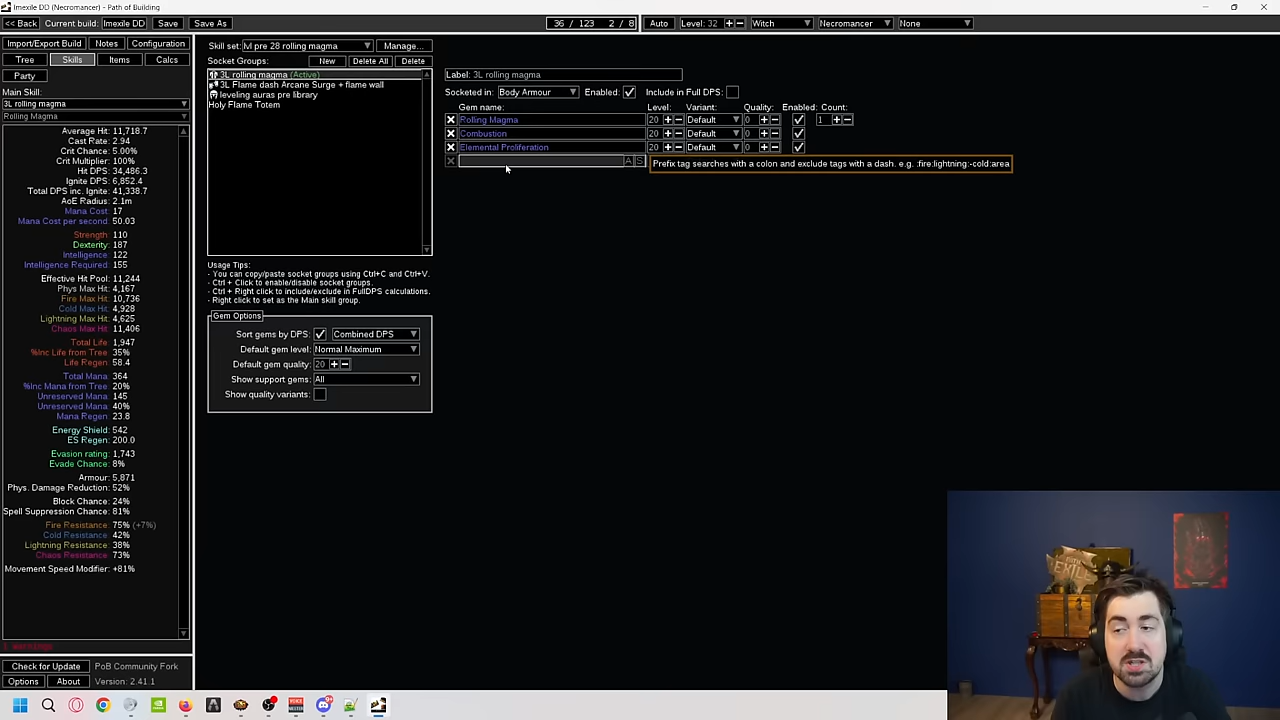 Imexile DD (Necromancer) - Path of Building
<< Back Current build: Imexile DD Save Save As 36 / 123 2 / 8 Auto Level: 32 Witch Necromancer None
Import/Export Build Notes Configuration
Tree Skills Items Calcs
Party
Main Skill:
3L rolling magma
Rolling Magma
Average Hit: 11,718.7
Cast Rate: 2.94
Crit Chance: 5.00%
Crit Multiplier: 100%
Hit DPS: 34,486.3
Ignite DPS: 6,852.4
Total DPS inc. Ignite: 41,338.7
AoE Radius: 2.1m
Mana Cost: 17
Mana Cost per second: 50.03
Strength: 110
Dexterity: 187
Intelligence: 122
Intelligence Required: 155
Effective Hit Pool: 11,244
Phys Max Hit: 4,167
Fire Max Hit: 10,736
Cold Max Hit: 4,928
Lightning Max Hit: 4,625
Chaos Max Hit: 11,406
Total Life: 1,947
%Inc Life from Tree: 35%
Life Regen: 58.4
Total Mana: 364
%Inc Mana from Tree: 20%
Unreserved Mana: 145
Unreserved Mana: 40%
Mana Regen: 23.8
Energy Shield: 542
ES Regen: 200.0
Evasion rating: 1,743
Evade Chance: 8%
Armour: 5,871
Phys. Damage Reduction: 52%
Block Chance: 24%
Spell Suppression Chance: 81%
Fire Resistance: 75% (+7%)
Cold Resistance: 42%
Lightning Resistance: 38%
Chaos Resistance: 73%
Movement Speed Modifier: +81%
Check for Update PoB Community Fork
Options About Version: 2.41.1
Skill set: lvl pre 28 rolling magma Manage...
Socket Groups: New Delete All Delete
3L rolling magma (Active)
3L Flame dash Arcane Surge + flame wall
leveling auras pre library
Holy Flame Totem
Usage Tips:
- You can copy/paste socket groups using Ctrl+C and Ctrl+V.
- Ctrl + Click to enable/disable socket groups.
- Ctrl + Right click to include/exclude in FullDPS calculations.
- Right click to set as the Main skill group.
Gem Options
Sort gems by DPS: Combined DPS
Default gem level: Normal Maximum
Default gem quality: 20
Show support gems: All
Show quality variants:
Label: 3L rolling magma
Socketed in: Body Armour Enabled: Include in Full DPS:
Gem name: Level: Variant: Quality: Enabled: Count:
Rolling Magma 20 Default 0 1
Combustion 20 Default 0
Elemental Proliferation 20 Default 0
A S Prefix tag searches with a colon and exclude tags with a dash. e.g. :fire:lightning:-cold:area